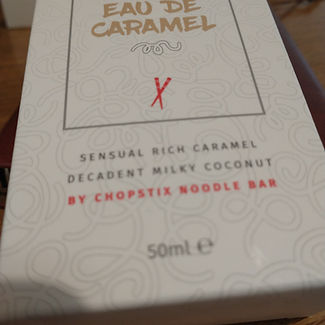 EAU DE
CARAMEL
SENSUAL RICH CARAMEL
DECADENT MILKY COCONUT
BY CHOPSTIX NOODLE BAR
50ml ℮